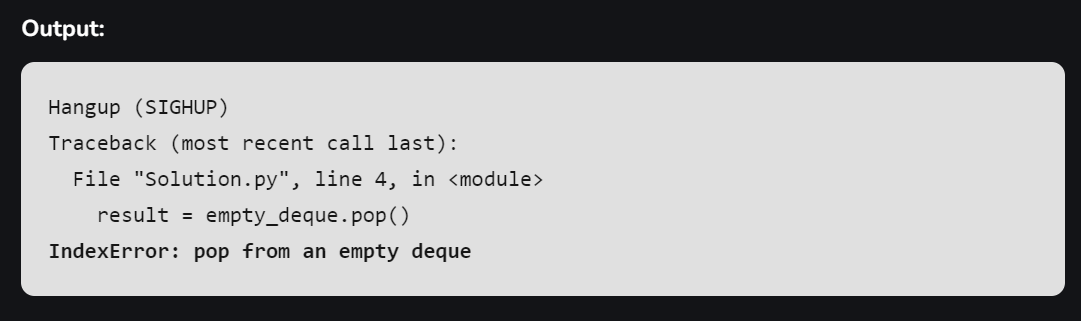 Output:
Hangup (SIGHUP)
Traceback (most recent call last):
  File "Solution.py", line 4, in <module>
    result = empty_deque.pop()
IndexError: pop from an empty deque